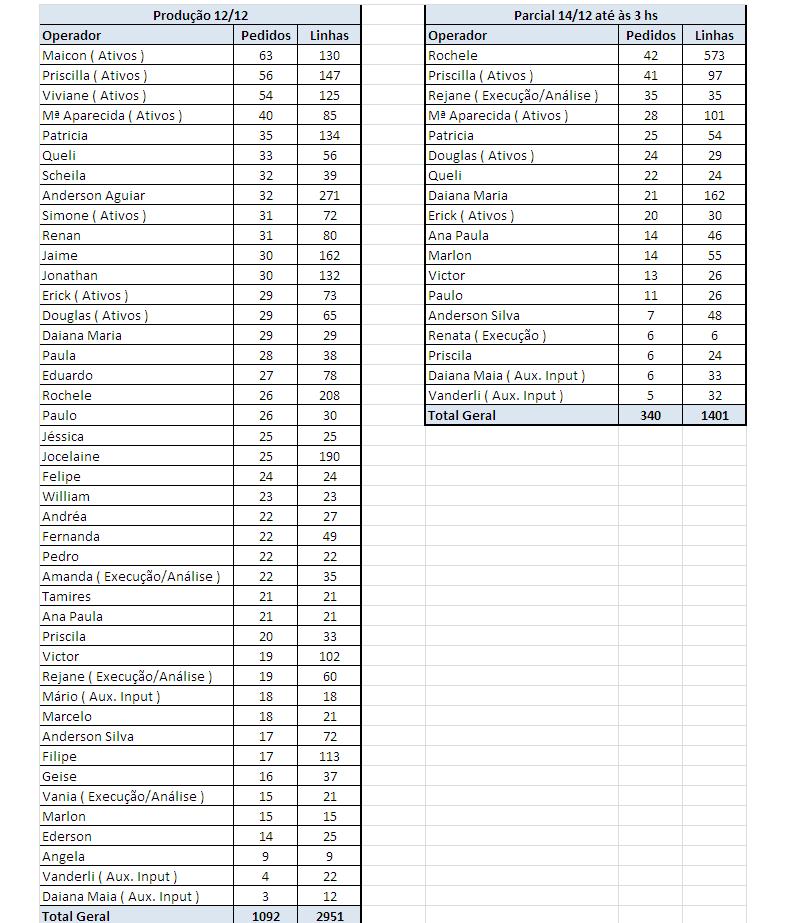 Produção 12/12
Operador Pedidos Linhas
Maicon ( Ativos ) 63 130
Priscilla ( Ativos ) 56 147
Viviane ( Ativos ) 54 125
Mª Aparecida ( Ativos ) 40 85
Patricia 35 134
Queli 33 56
Scheila 32 39
Anderson Aguiar 32 271
Simone ( Ativos ) 31 72
Renan 31 80
Jaime 30 162
Jonathan 30 132
Erick ( Ativos ) 29 73
Douglas ( Ativos ) 29 65
Daiana Maria 29 29
Paula 28 38
Eduardo 27 78
Rochele 26 208
Paulo 26 30
Jéssica 25 25
Jocelaine 25 190
Felipe 24 24
William 23 23
Andréa 22 27
Fernanda 22 49
Pedro 22 22
Amanda ( Execução/Análise ) 22 35
Tamires 21 21
Ana Paula 21 21
Priscila 20 33
Victor 19 102
Rejane ( Execução/Análise ) 19 60
Mário ( Aux. Input ) 18 18
Marcelo 18 21
Anderson Silva 17 72
Filipe 17 113
Geise 16 37
Vania ( Execução/Análise ) 15 21
Marlon 15 15
Ederson 14 25
Angela 9 9
Vanderli ( Aux. Input ) 4 22
Daiana Maia ( Aux. Input ) 3 12
Total Geral 1092 2951
Parcial 14/12 até às 3 hs
Operador Pedidos Linhas
Rochele 42 573
Priscilla ( Ativos ) 41 97
Rejane ( Execução/Análise ) 35 35
Mª Aparecida ( Ativos ) 28 101
Patricia 25 54
Douglas ( Ativos ) 24 29
Queli 22 24
Daiana Maria 21 162
Erick ( Ativos ) 20 30
Ana Paula 14 46
Marlon 14 55
Victor 13 26
Paulo 11 26
Anderson Silva 7 48
Renata ( Execução ) 6 6
Priscila 6 24
Daiana Maia ( Aux. Input ) 6 33
Vanderli ( Aux. Input ) 5 32
Total Geral 340 1401